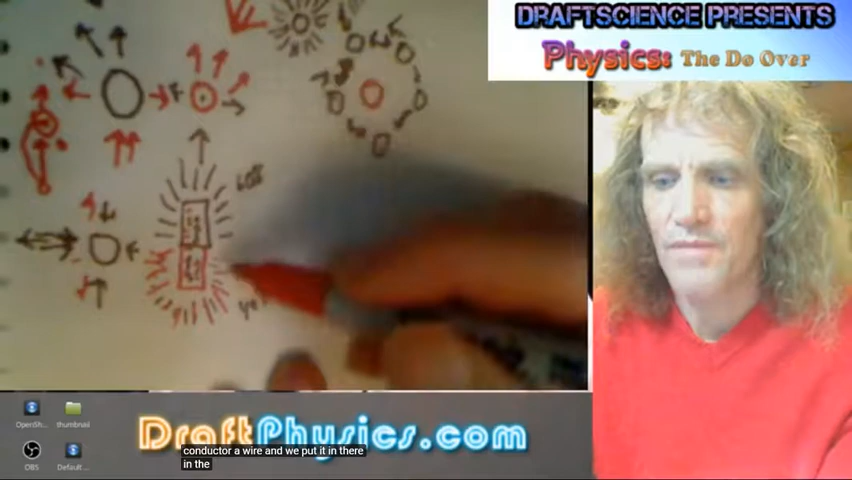 DRAFTSCIENCE PRESENTS
Physics: The Do Over
OpenSh...
thumbnail
OBS
Default ...
DraftPhysics.com
conductor a wire and we put it in there
in the